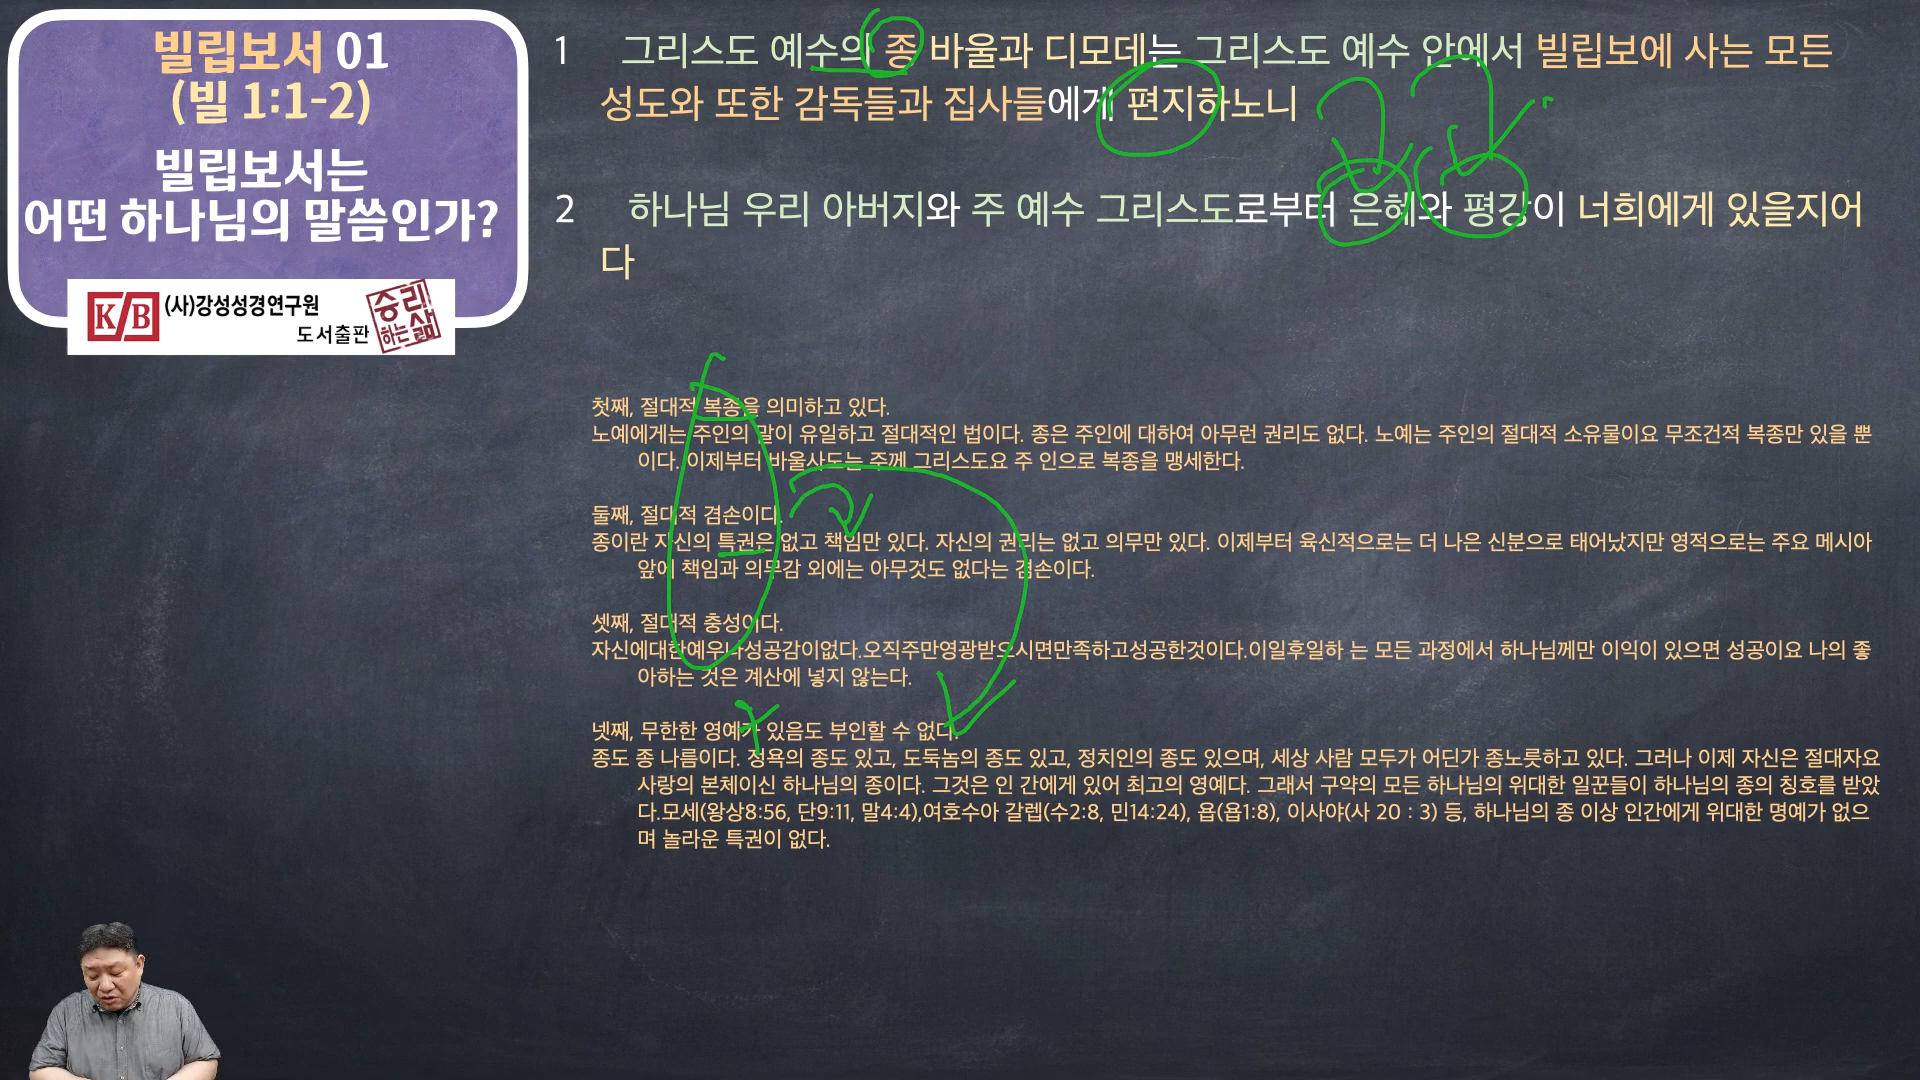 빌립보서 01
(빌 1:1-2)
빌립보서는
어떤 하나님의 말씀인가?
K/B (사)강성성경연구원
도서출판 승리하는 삶
1 그리스도 예수의 종 바울과 디모데는 그리스도 예수 안에서 빌립보에 사는 모든
성도와 또한 감독들과 집사들에게 편지하노니
2 하나님 우리 아버지와 주 예수 그리스도로부터 은혜와 평강이 너희에게 있을지어
다
첫째, 절대적 복종을 의미하고 있다.
노예에게는 주인의 말이 유일하고 절대적인 법이다. 종은 주인에 대하여 아무런 권리도 없다. 노예는 주인의 절대적 소유물이요 무조건적 복종만 있을 뿐
이다. 이제부터 바울사도는 주께 그리스도요 주 인으로 복종을 맹세한다.
둘째, 절대적 겸손이다.
종이란 자신의 특권은 없고 책임만 있다. 자신의 권리는 없고 의무만 있다. 이제부터 육신적으로는 더 나은 신분으로 태어났지만 영적으로는 주요 메시아
앞에 책임과 의무감 외에는 아무것도 없다는 겸손이다.
셋째, 절대적 충성이다.
자신에대한예우나성공감이없다.오직주만영광받으시면만족하고성공한것이다.이일후일하 는 모든 과정에서 하나님께만 이익이 있으면 성공이요 나의 좋
아하는 것은 계산에 넣지 않는다.
넷째, 무한한 영예가 있음도 부인할 수 없다.
종도 종 나름이다. 정욕의 종도 있고, 도둑놈의 종도 있고, 정치인의 종도 있으며, 세상 사람 모두가 어딘가 종노릇하고 있다. 그러나 이제 자신은 절대자요
사랑의 본체이신 하나님의 종이다. 그것은 인 간에게 있어 최고의 영예다. 그래서 구약의 모든 하나님의 위대한 일꾼들이 하나님의 종의 칭호를 받았
다.모세(왕상8:56, 단9:11, 말4:4),여호수아 갈렙(수2:8, 민14:24), 욥(욥1:8), 이사야(사 20 : 3) 등, 하나님의 종 이상 인간에게 위대한 명예가 없으
며 놀라운 특권이 없다.